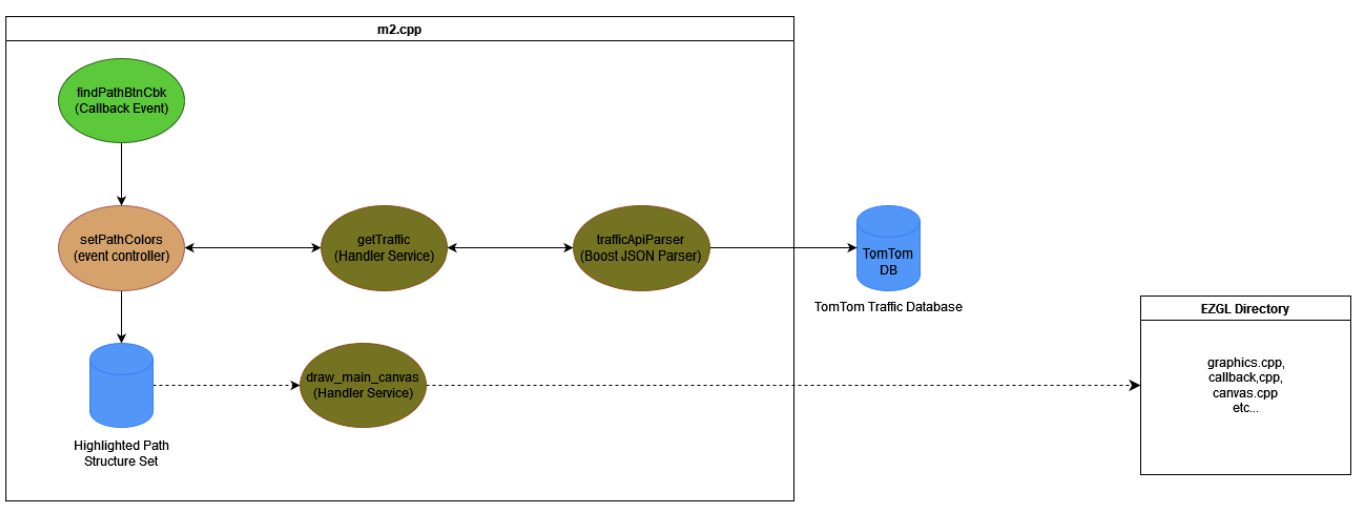 m2.cpp
findPathBtnCbk
(Callback Event)
setPathColors
(event controller)
getTraffic
(Handler Service)
trafficApiParser
(Boost JSON Parser)
TomTom
DB
TomTom Traffic Database
Highlighted Path
Structure Set
draw_main_canvas
(Handler Service)
EZGL Directory
graphics.cpp,
callback,cpp,
canvas.cpp
etc...